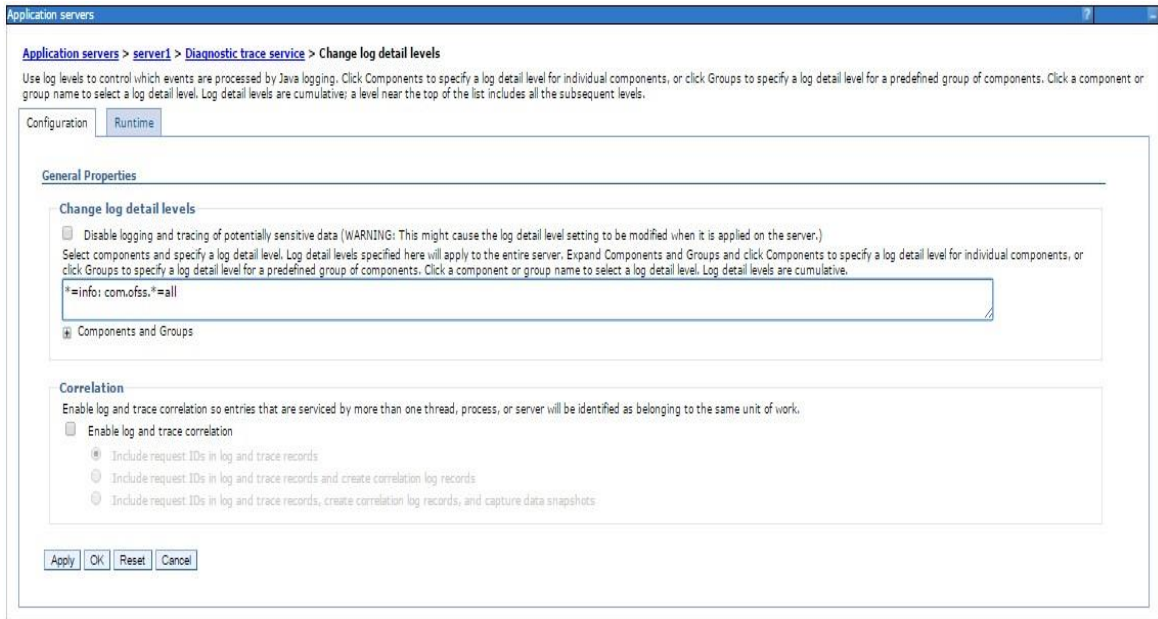 Application servers ? –
Application servers > server1 > Diagnostic trace service > Change log detail levels
Use log levels to control which events are processed by Java logging. Click Components to specify a log detail level for individual components, or click Groups to specify a log detail level for a predefined group of components. Click a component or
group name to select a log detail level. Log detail levels are cumulative; a level near the top of the list includes all the subsequent levels.
Configuration Runtime
General Properties
Change log detail levels
Disable logging and tracing of potentially sensitive data (WARNING: This might cause the log detail level setting to be modified when it is applied on the server.)
Select components and specify a log detail level. Log detail levels specified here will apply to the entire server. Expand Components and Groups and click Components to specify a log detail level for individual components, or
click Groups to specify a log detail level for a predefined group of components. Click a component or group name to select a log detail level. Log detail levels are cumulative.
*=info: com.ofss.*=all
Components and Groups
Correlation
Enable log and trace correlation so entries that are serviced by more than one thread, process, or server will be identified as belonging to the same unit of work.
Enable log and trace correlation
Include request IDs in log and trace records
Include request IDs in log and trace records and create correlation log records
Include request IDs in log and trace records, create correlation log records, and capture data snapshots
Apply OK Reset Cancel